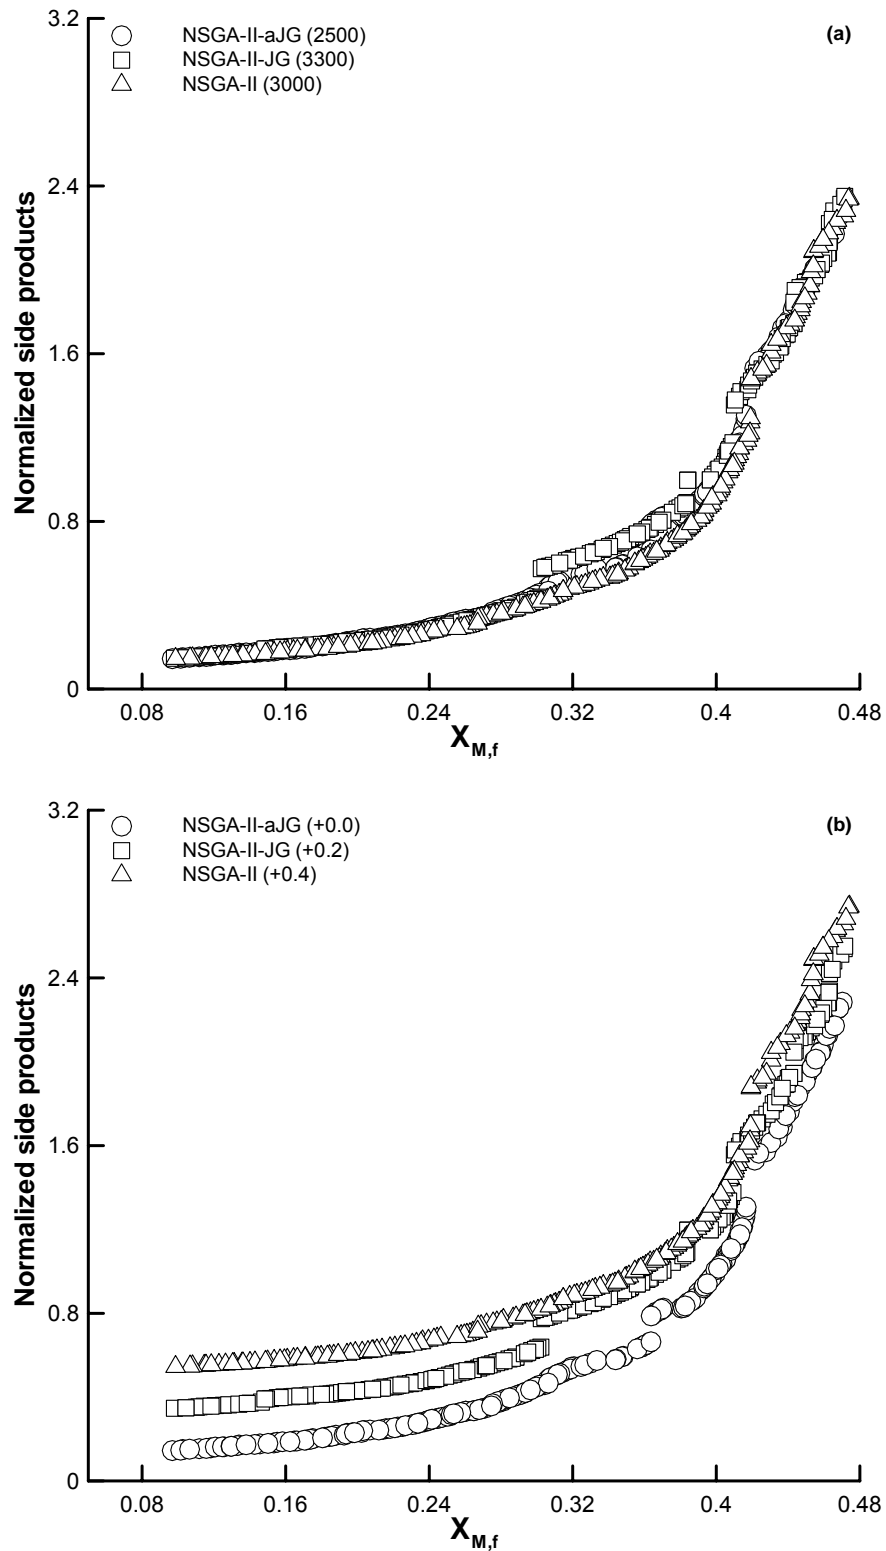 3.2
NSGA-II-aJG (2500)
(a)
NSGA-II-JG (3300)
NSGA-II (3000)
2.4
Normalized side products
1.6
0.8
0
0.08 0.16 0.24 0.32 0.4 0.48
X M,f
3.2
NSGA-II-aJG (+0.0)
(b)
NSGA-II-JG (+0.2)
NSGA-II (+0.4)
2.4
Normalized side products
1.6
0.8
0
0.08 0.16 0.24 0.32 0.4 0.48
X M,f